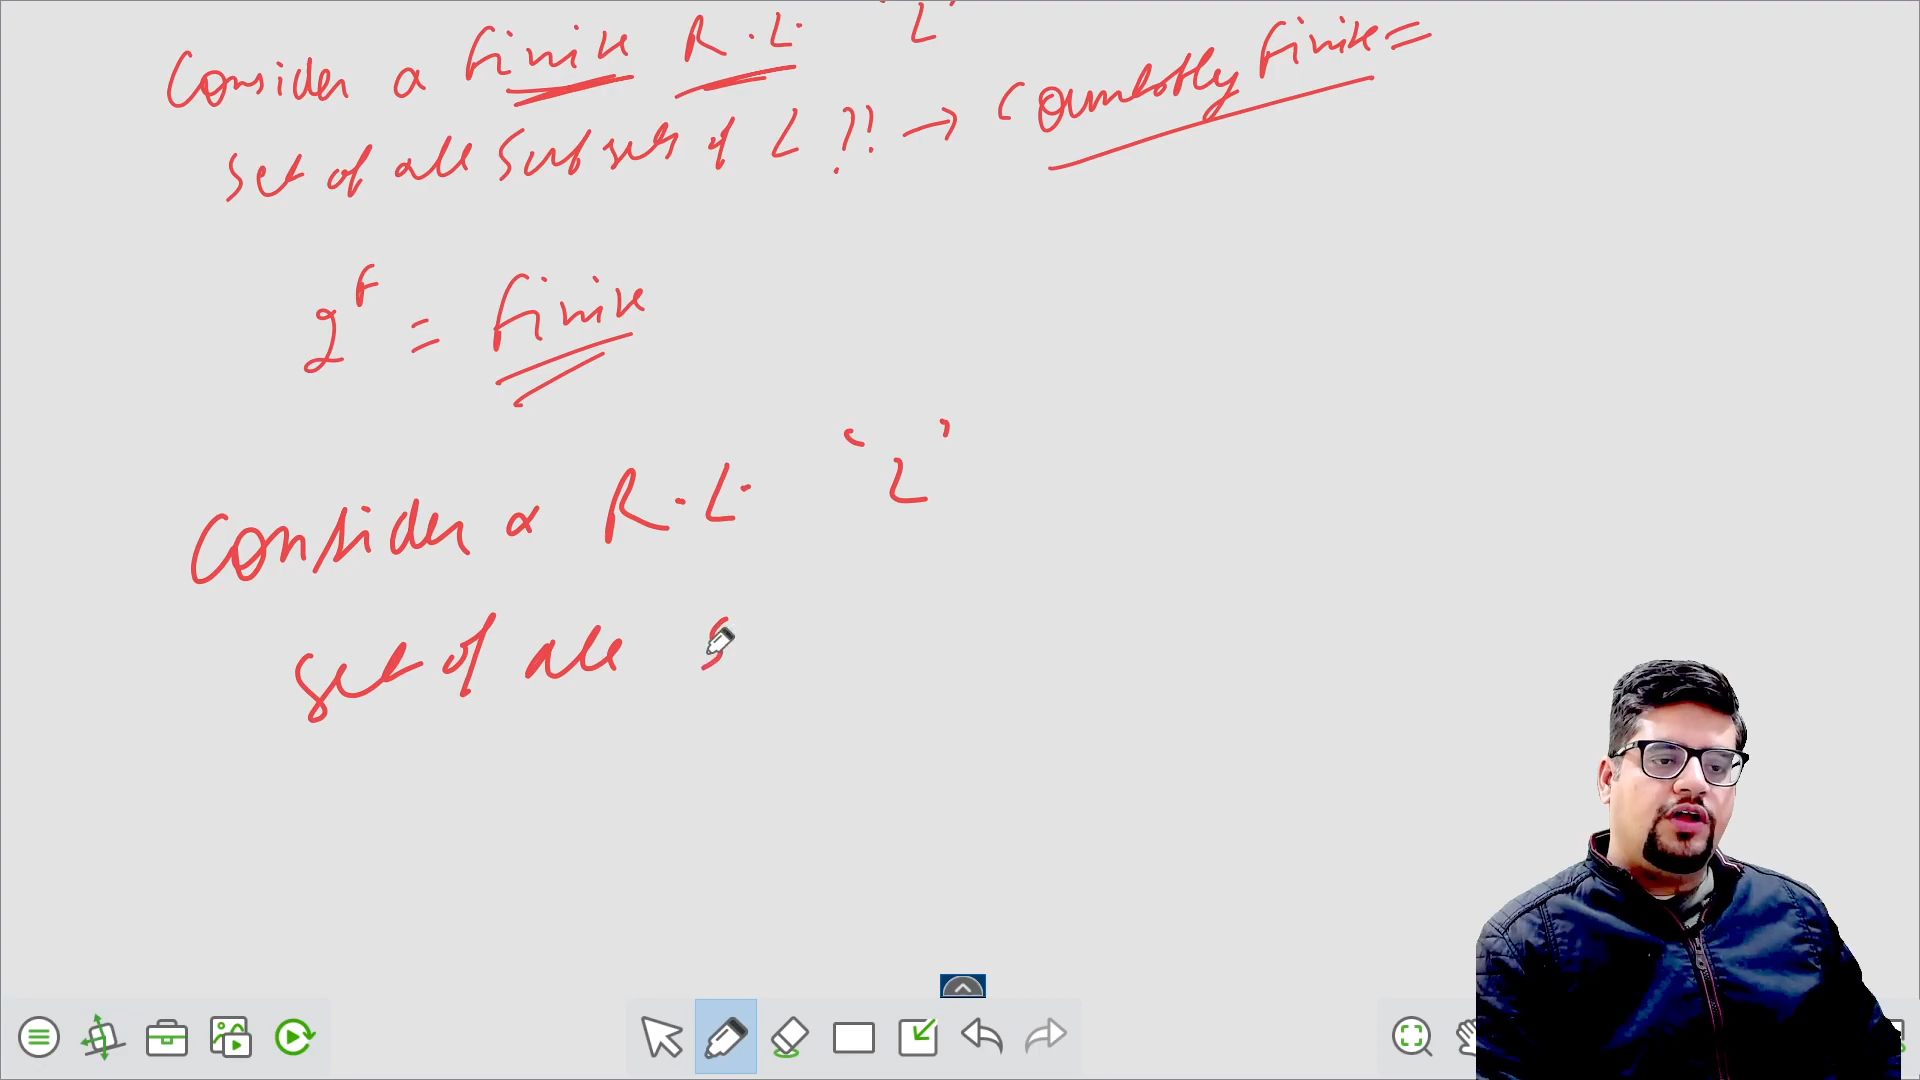 Consider a finite R.L. 'L'
Set of all Subsets of L ?? → Countably finite =
2^F = finite
Consider a R.L. 'L'
Set of all S